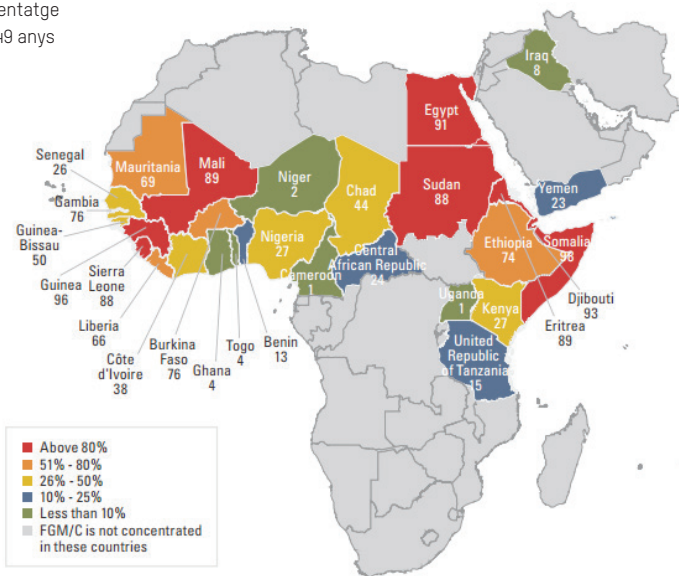 entatge
49 anys
Iraq
8
Egypt
91
Mauritania
69
Mali
89
Niger
2
Chad
44
Sudan
88
Yemen
23
Senegal
26
Gambia
76
Guinea-
Bissau
50
Guinea
96
Sierra
Leone
88
Liberia
66
Côte
d'Ivoire
38
Burkina
Faso
76
Ghana
4
Togo
4
Benin
13
Nigeria
27
Cameroon
1
Central
African Republic
24
Ethiopia
74
Somalia
98
Djibouti
93
Eritrea
89
Uganda
1
Kenya
27
United
Republic
of Tanzania
15
Above 80%
51% - 80%
26% - 50%
10% - 25%
Less than 10%
FGM/C is not concentrated
in these countries